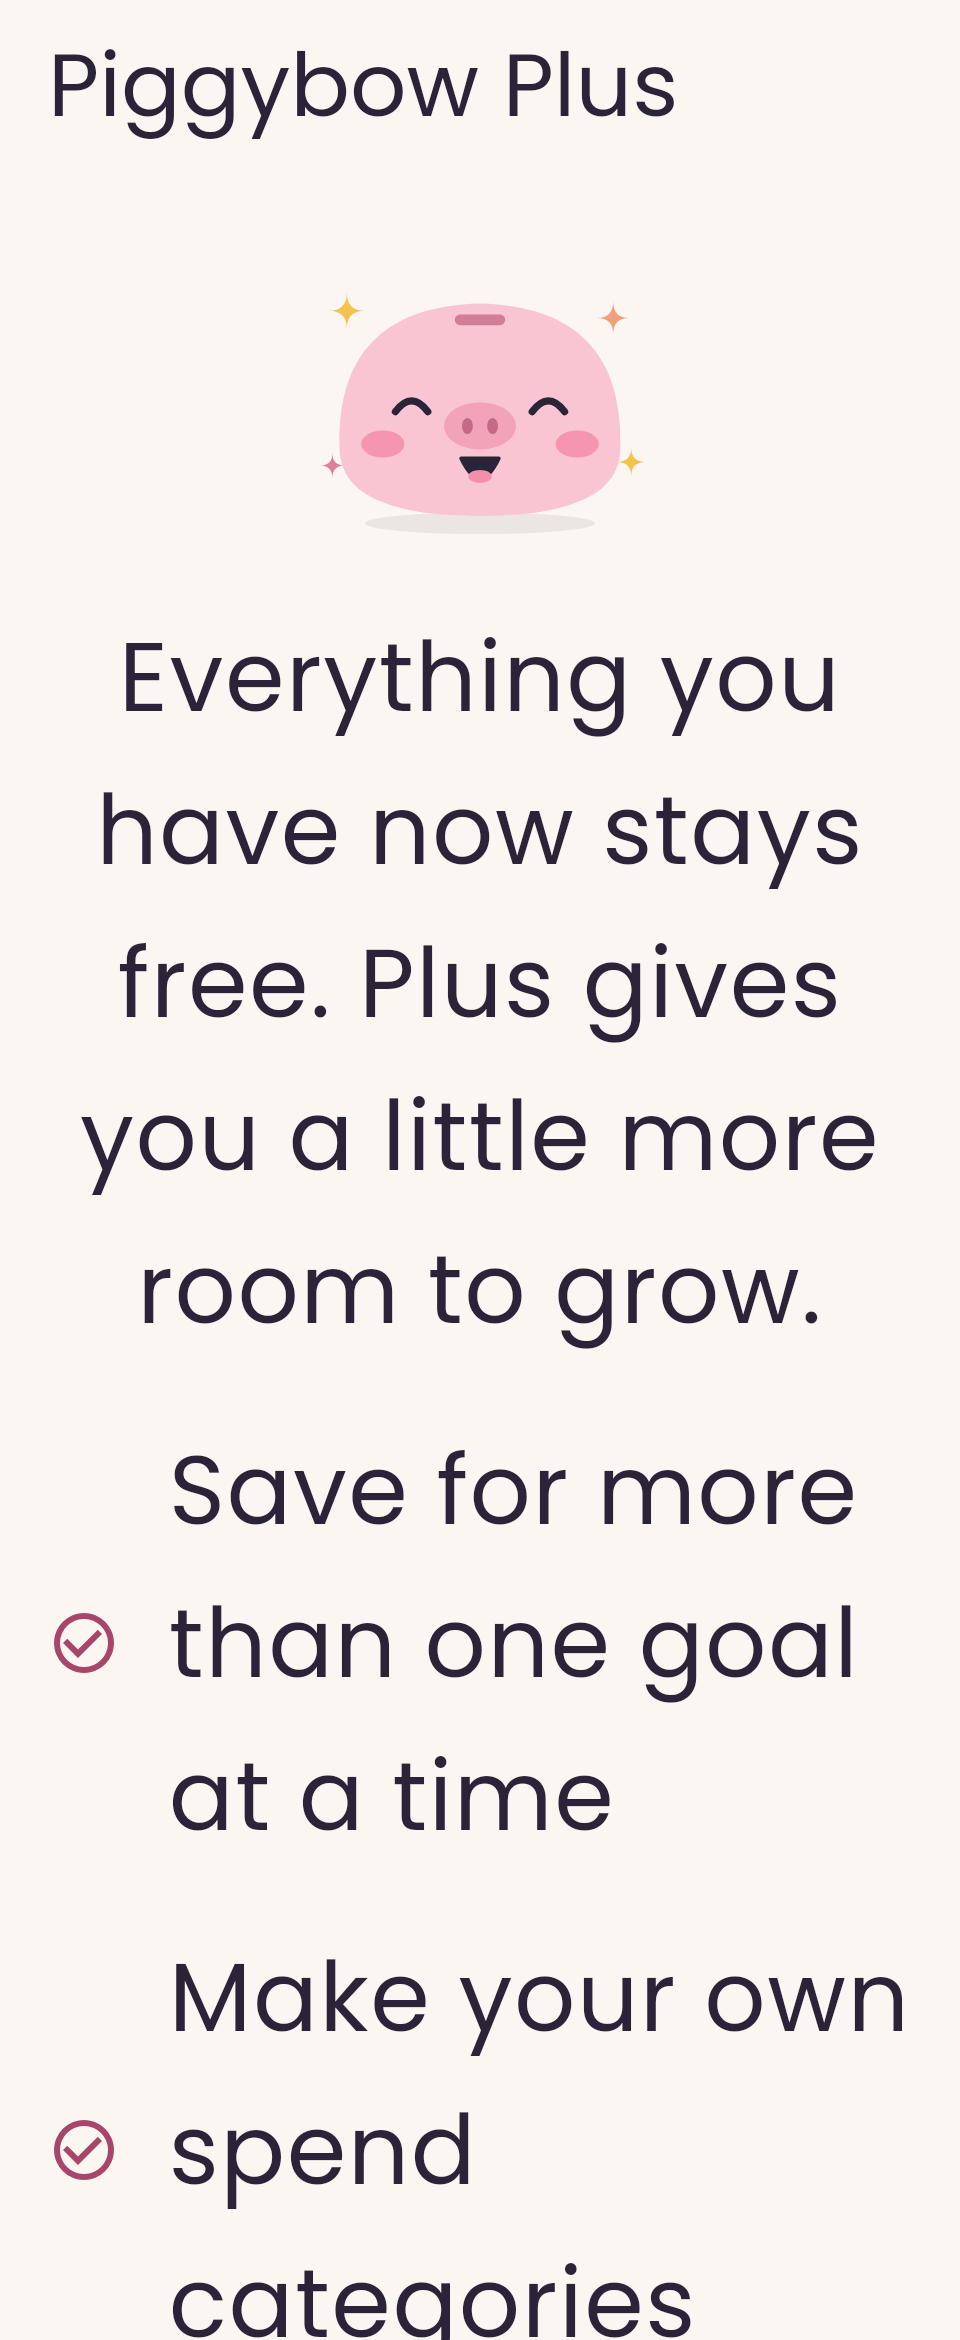 Piggybow Plus
Everything you
have now stays
free. Plus gives
you a little more
room to grow.
Save for more
than one goal
at a time
Make your own
spend
categories